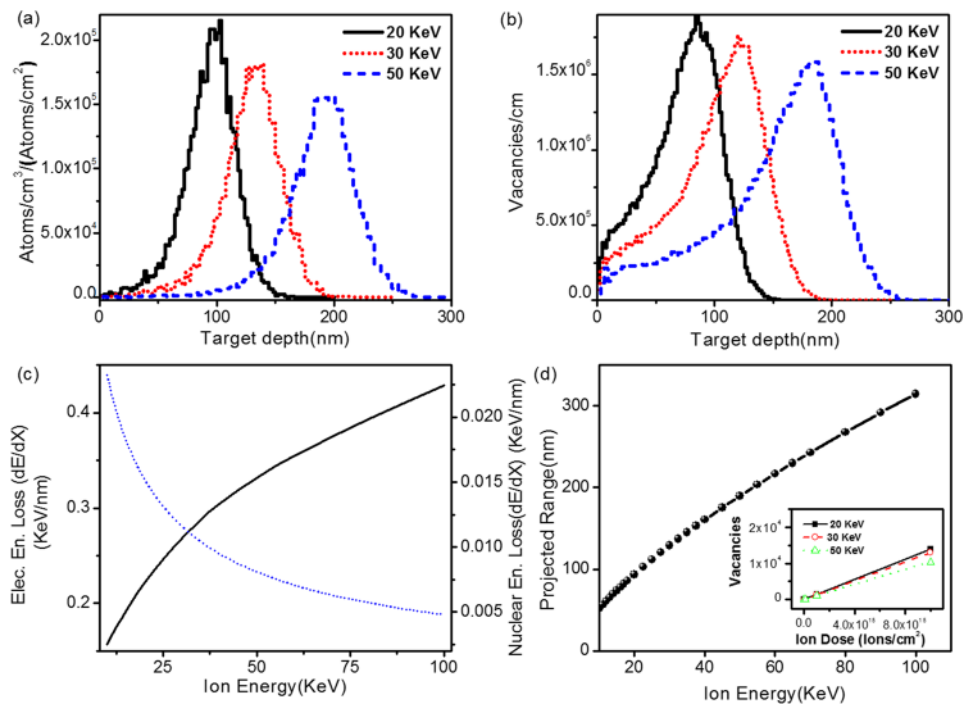 (a)
20 KeV
30 KeV
50 KeV
2.0x10⁵
1.5x10⁵
1.0x10⁵
5.0x10⁴
0.0
Atoms/cm³/(Atoms/cm²)
0
100
200
300
Target depth(nm)
(b)
20 KeV
30 KeV
50 KeV
1.5x10⁶
1.0x10⁶
5.0x10⁵
0.0
Vacancies/cm
0
100
200
300
Target depth(nm)
(c)
0.4
0.3
0.2
Elec. En. Loss (dE/dX)
(KeV/nm)
0.020
0.015
0.010
0.005
Nuclear En. Loss(dE/dX) (KeV/nm)
25
50
75
100
Ion Energy(KeV)
(d)
300
200
100
0
Projected Range(nm)
20
40
60
80
100
Ion Energy(KeV)
20 KeV
30 KeV
50 KeV
2x10⁴
1x10⁴
0
Vacancies
0.0
4.0x10¹⁶
8.0x10¹⁶
Ion Dose (Ions/cm²)